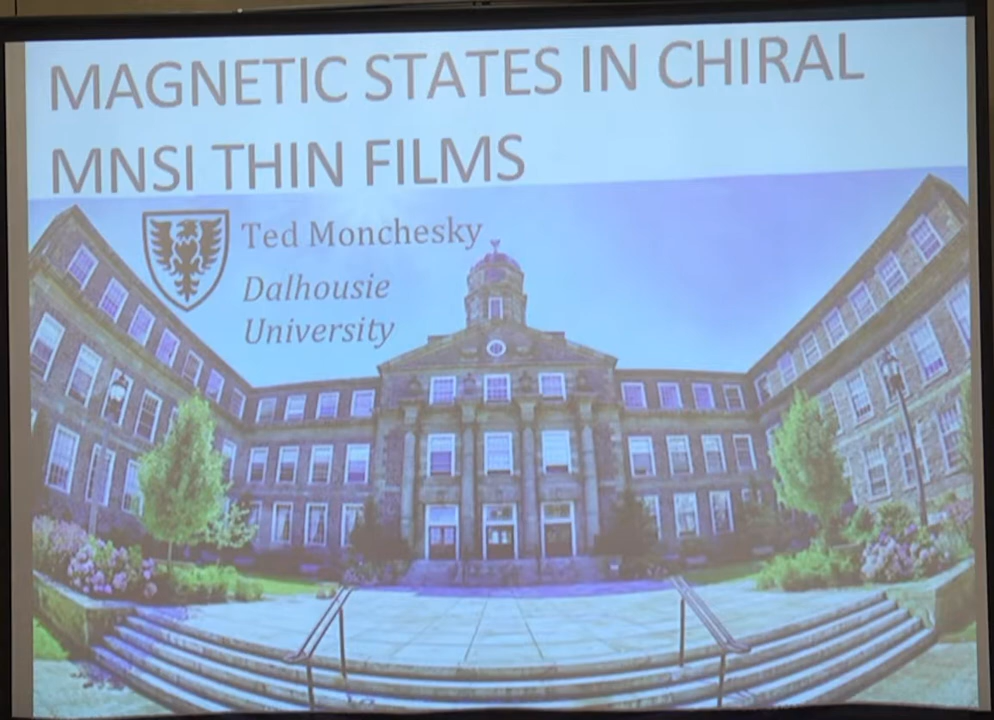 MAGNETIC STATES IN CHIRAL
MNSI THIN FILMS
Ted Monchesky
Dalhousie
University